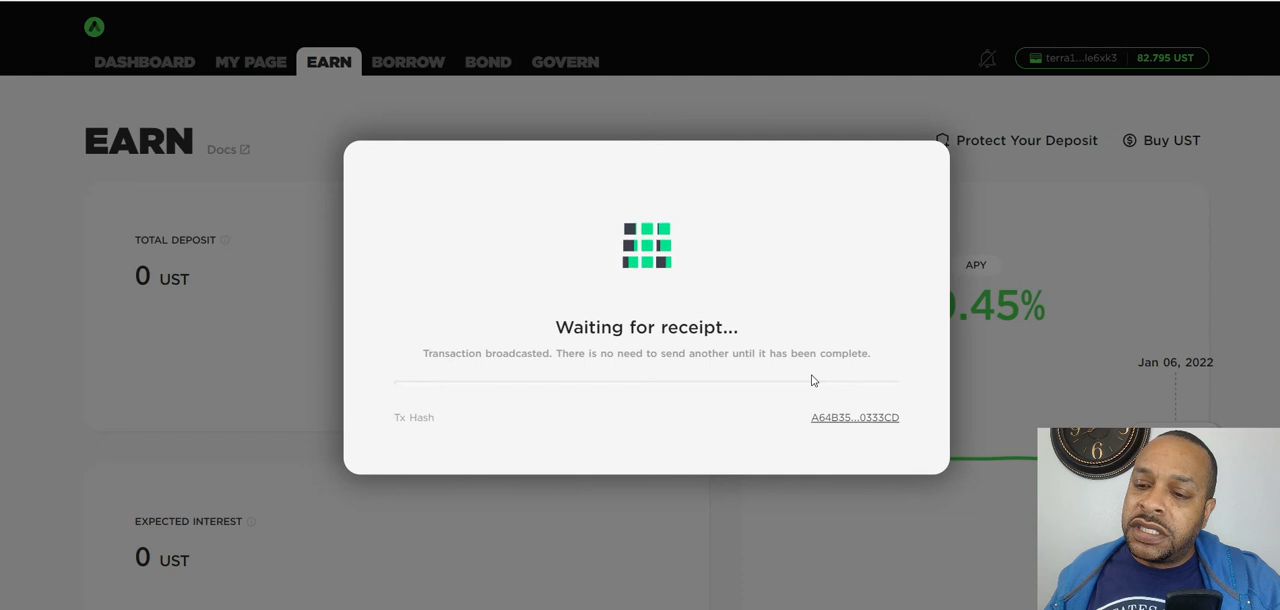 DASHBOARD MY PAGE EARN BORROW BOND GOVERN
terra1...le6xk3 82.795 UST
EARN Docs
Protect Your Deposit Buy UST
TOTAL DEPOSIT
0 UST
APY
.45%
Jan 06, 2022
Waiting for receipt...
Transaction broadcasted. There is no need to send another until it has been complete.
Tx Hash A64B35...0333CD
EXPECTED INTEREST
0 UST
6